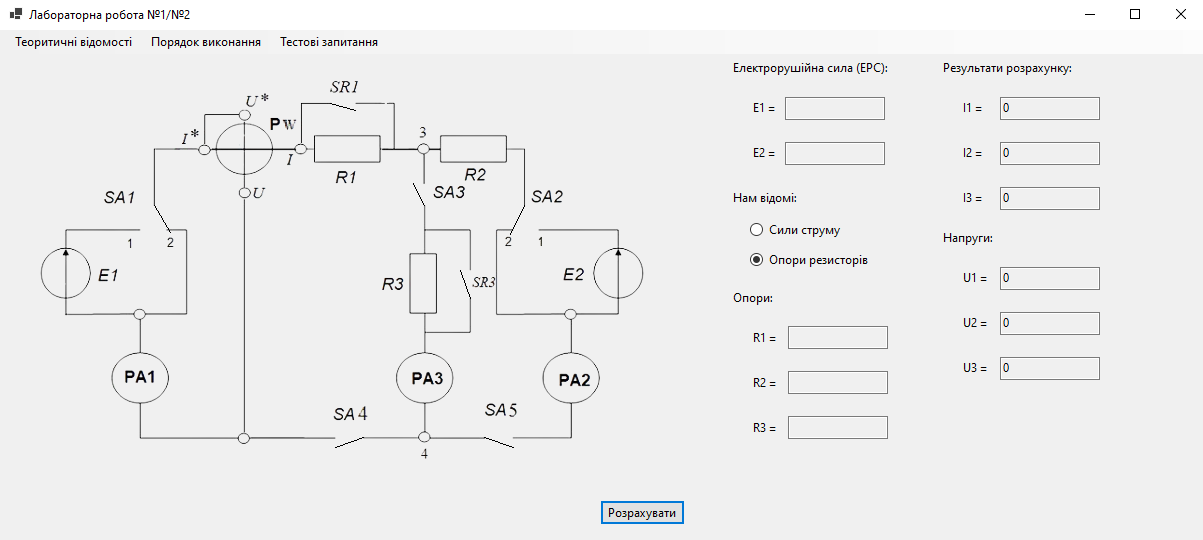 Лабораторна робота №1/№2
Теоритичні відомості Порядок виконання Тестові запитання
SR1
U*
PW
I*
I
R1
3
R2
U
SA1
SA3
SA2
1
2
2
1
E1
R3
SR3
E2
PA1
PA3
PA2
SA4
SA5
4
Електрорушійна сила (ЕРС):
E1 =
E2 =
Нам відомі:
Сили струму
Опори резисторів
Опори:
R1 =
R2 =
R3 =
Результати розрахунку:
I1 = 0
I2 = 0
I3 = 0
Напруги:
U1 = 0
U2 = 0
U3 = 0
Розрахувати